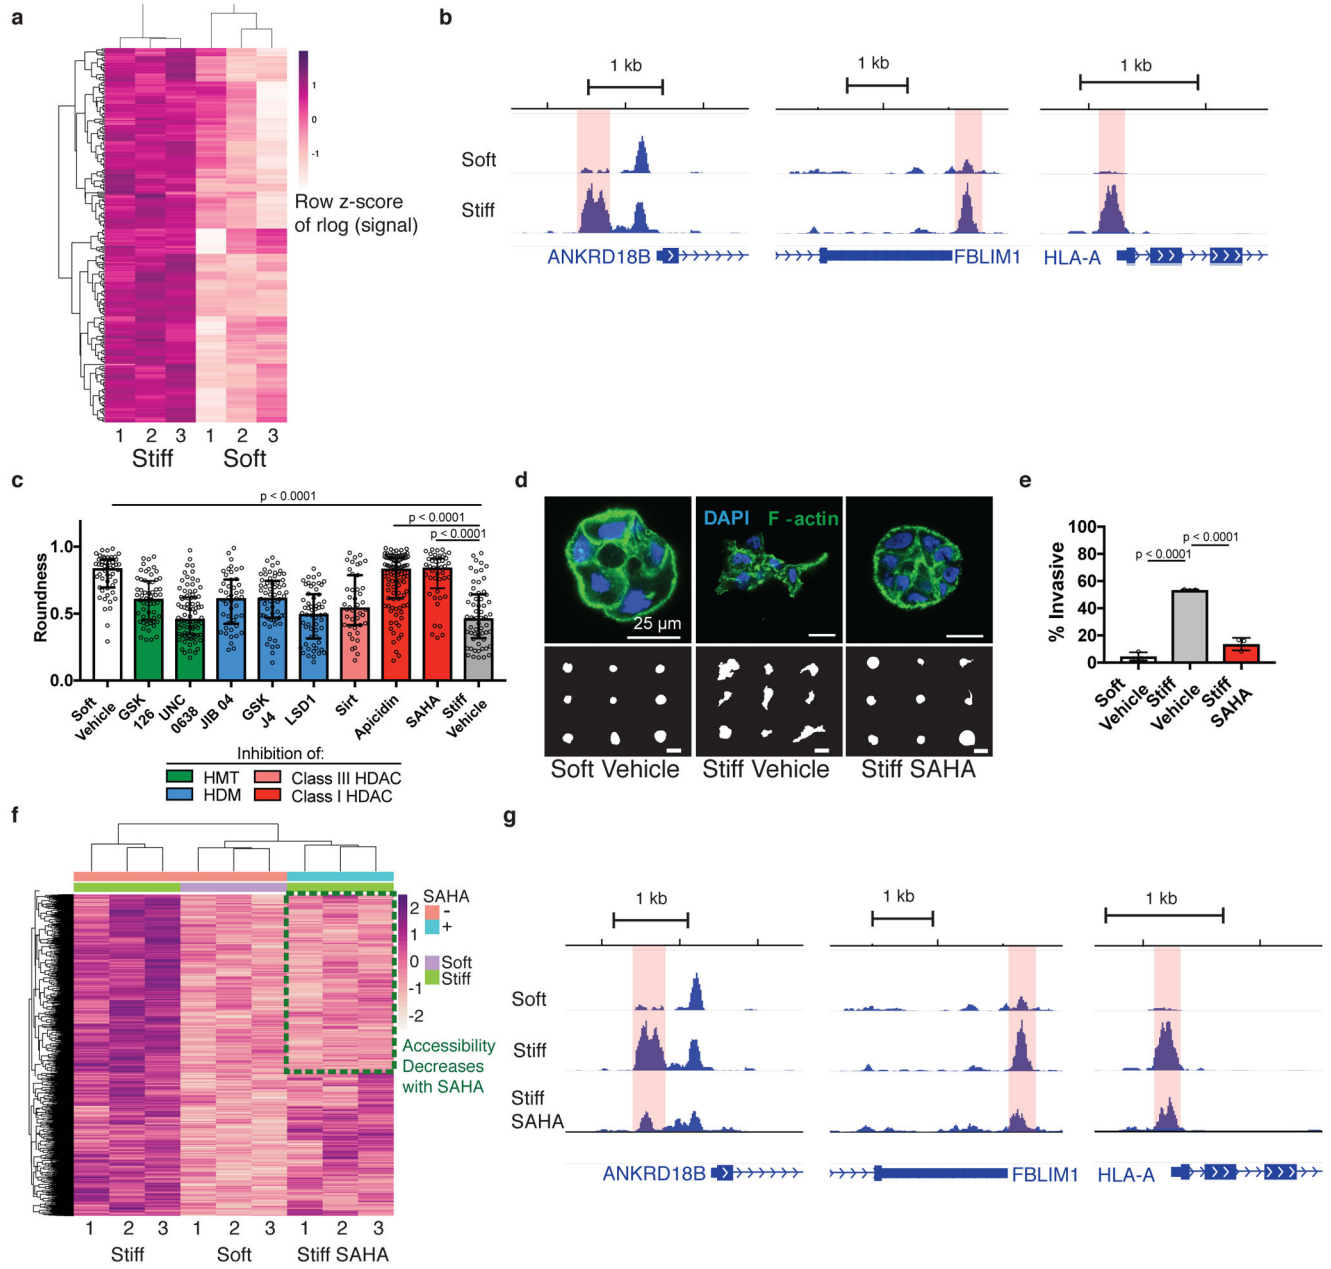 a
1
0
-1
Row z-score
of rlog (signal)
1 2 3 1 2 3
Stiff Soft
b
1 kb 1 kb 1 kb
Soft
Stiff
ANKRD18B FBLIM1 HLA-A
c
p < 0.0001
p < 0.0001
p < 0.0001
Roundness
1.0
0.5
0.0
Soft Vehicle
GSK 126
UNC 0638
JIB 04
GSK J4
LSD1
Sirt
Apicidin
SAHA
Stiff Vehicle
Inhibition of:
HMT Class III HDAC
HDM Class I HDAC
d
DAPI F -actin
25 µm
Soft Vehicle Stiff Vehicle Stiff SAHA
e
% Invasive
100
80
60
40
20
0
p < 0.0001
p < 0.0001
Soft Vehicle
Stiff Vehicle
Stiff SAHA
f
SAHA
-
+
Soft
Stiff
2
1
0
-1
-2
Accessibility
Decreases
with SAHA
1 2 3 1 2 3 1 2 3
Stiff Soft Stiff SAHA
g
1 kb 1 kb 1 kb
Soft
Stiff
Stiff
SAHA
ANKRD18B FBLIM1 HLA-A